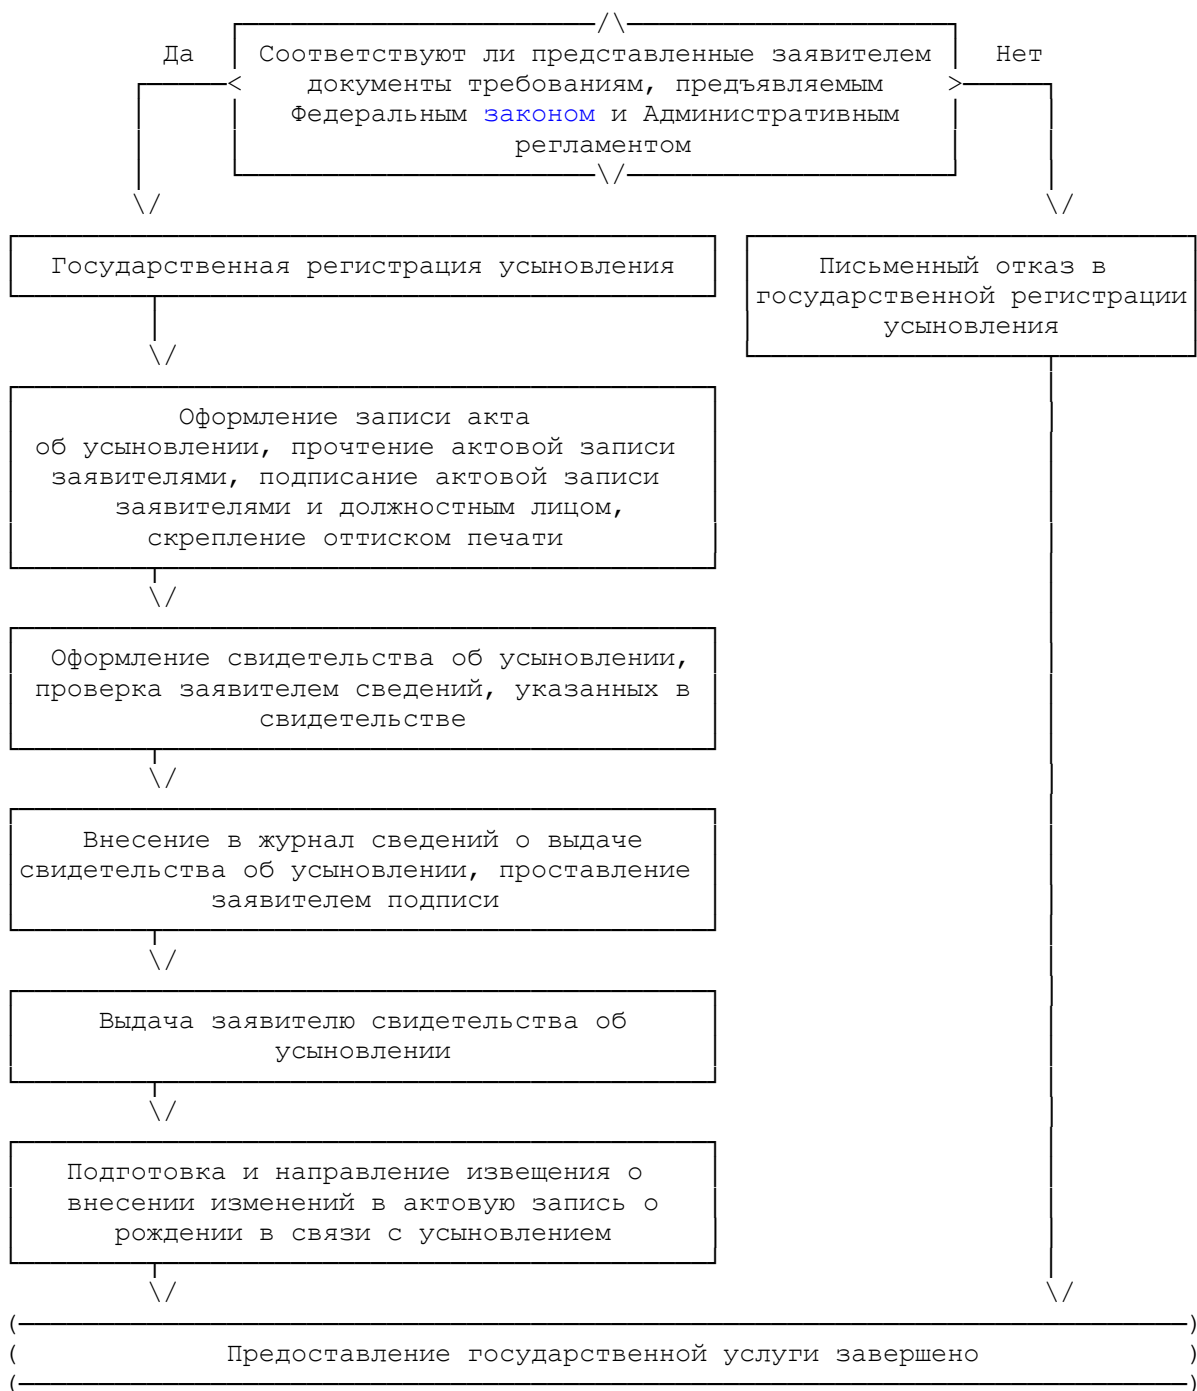 Да
Соответствуют ли представленные заявителем
документы требованиям, предъявляемым
Федеральным законом и Административным
регламентом
Нет
Государственная регистрация усыновления
Письменный отказ в
государственной регистрации
усыновления
Оформление записи акта
об усыновлении, прочтение актовой записи
заявителями, подписание актовой записи
заявителями и должностным лицом,
скрепление оттиском печати
Оформление свидетельства об усыновлении,
проверка заявителем сведений, указанных в
свидетельстве
Внесение в журнал сведений о выдаче
свидетельства об усыновлении, проставление
заявителем подписи
Выдача заявителю свидетельства об
усыновлении
Подготовка и направление извещения о
внесении изменений в актовую запись о
рождении в связи с усыновлением
Предоставление государственной услуги завершено